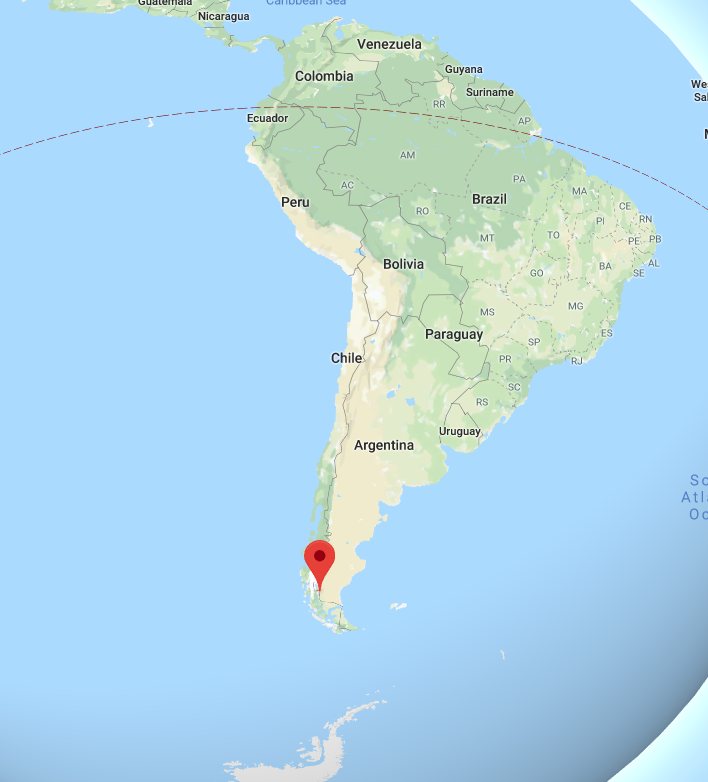 Guatemala
Caribbean Sea
Nicaragua
Venezuela
Guyana
Colombia
Suriname
We
Sal
RR
Ecuador
AP
AM
PA
AC
MA
Brazil
Peru
CE
RN
RO
PI
TO
MT
PE
PB
Bolivia
AL
BA
GO
SE
MG
MS
Paraguay
ES
SP
Chile
PR
RJ
SC
RS
Uruguay
Argentina
So
Atl
Oc